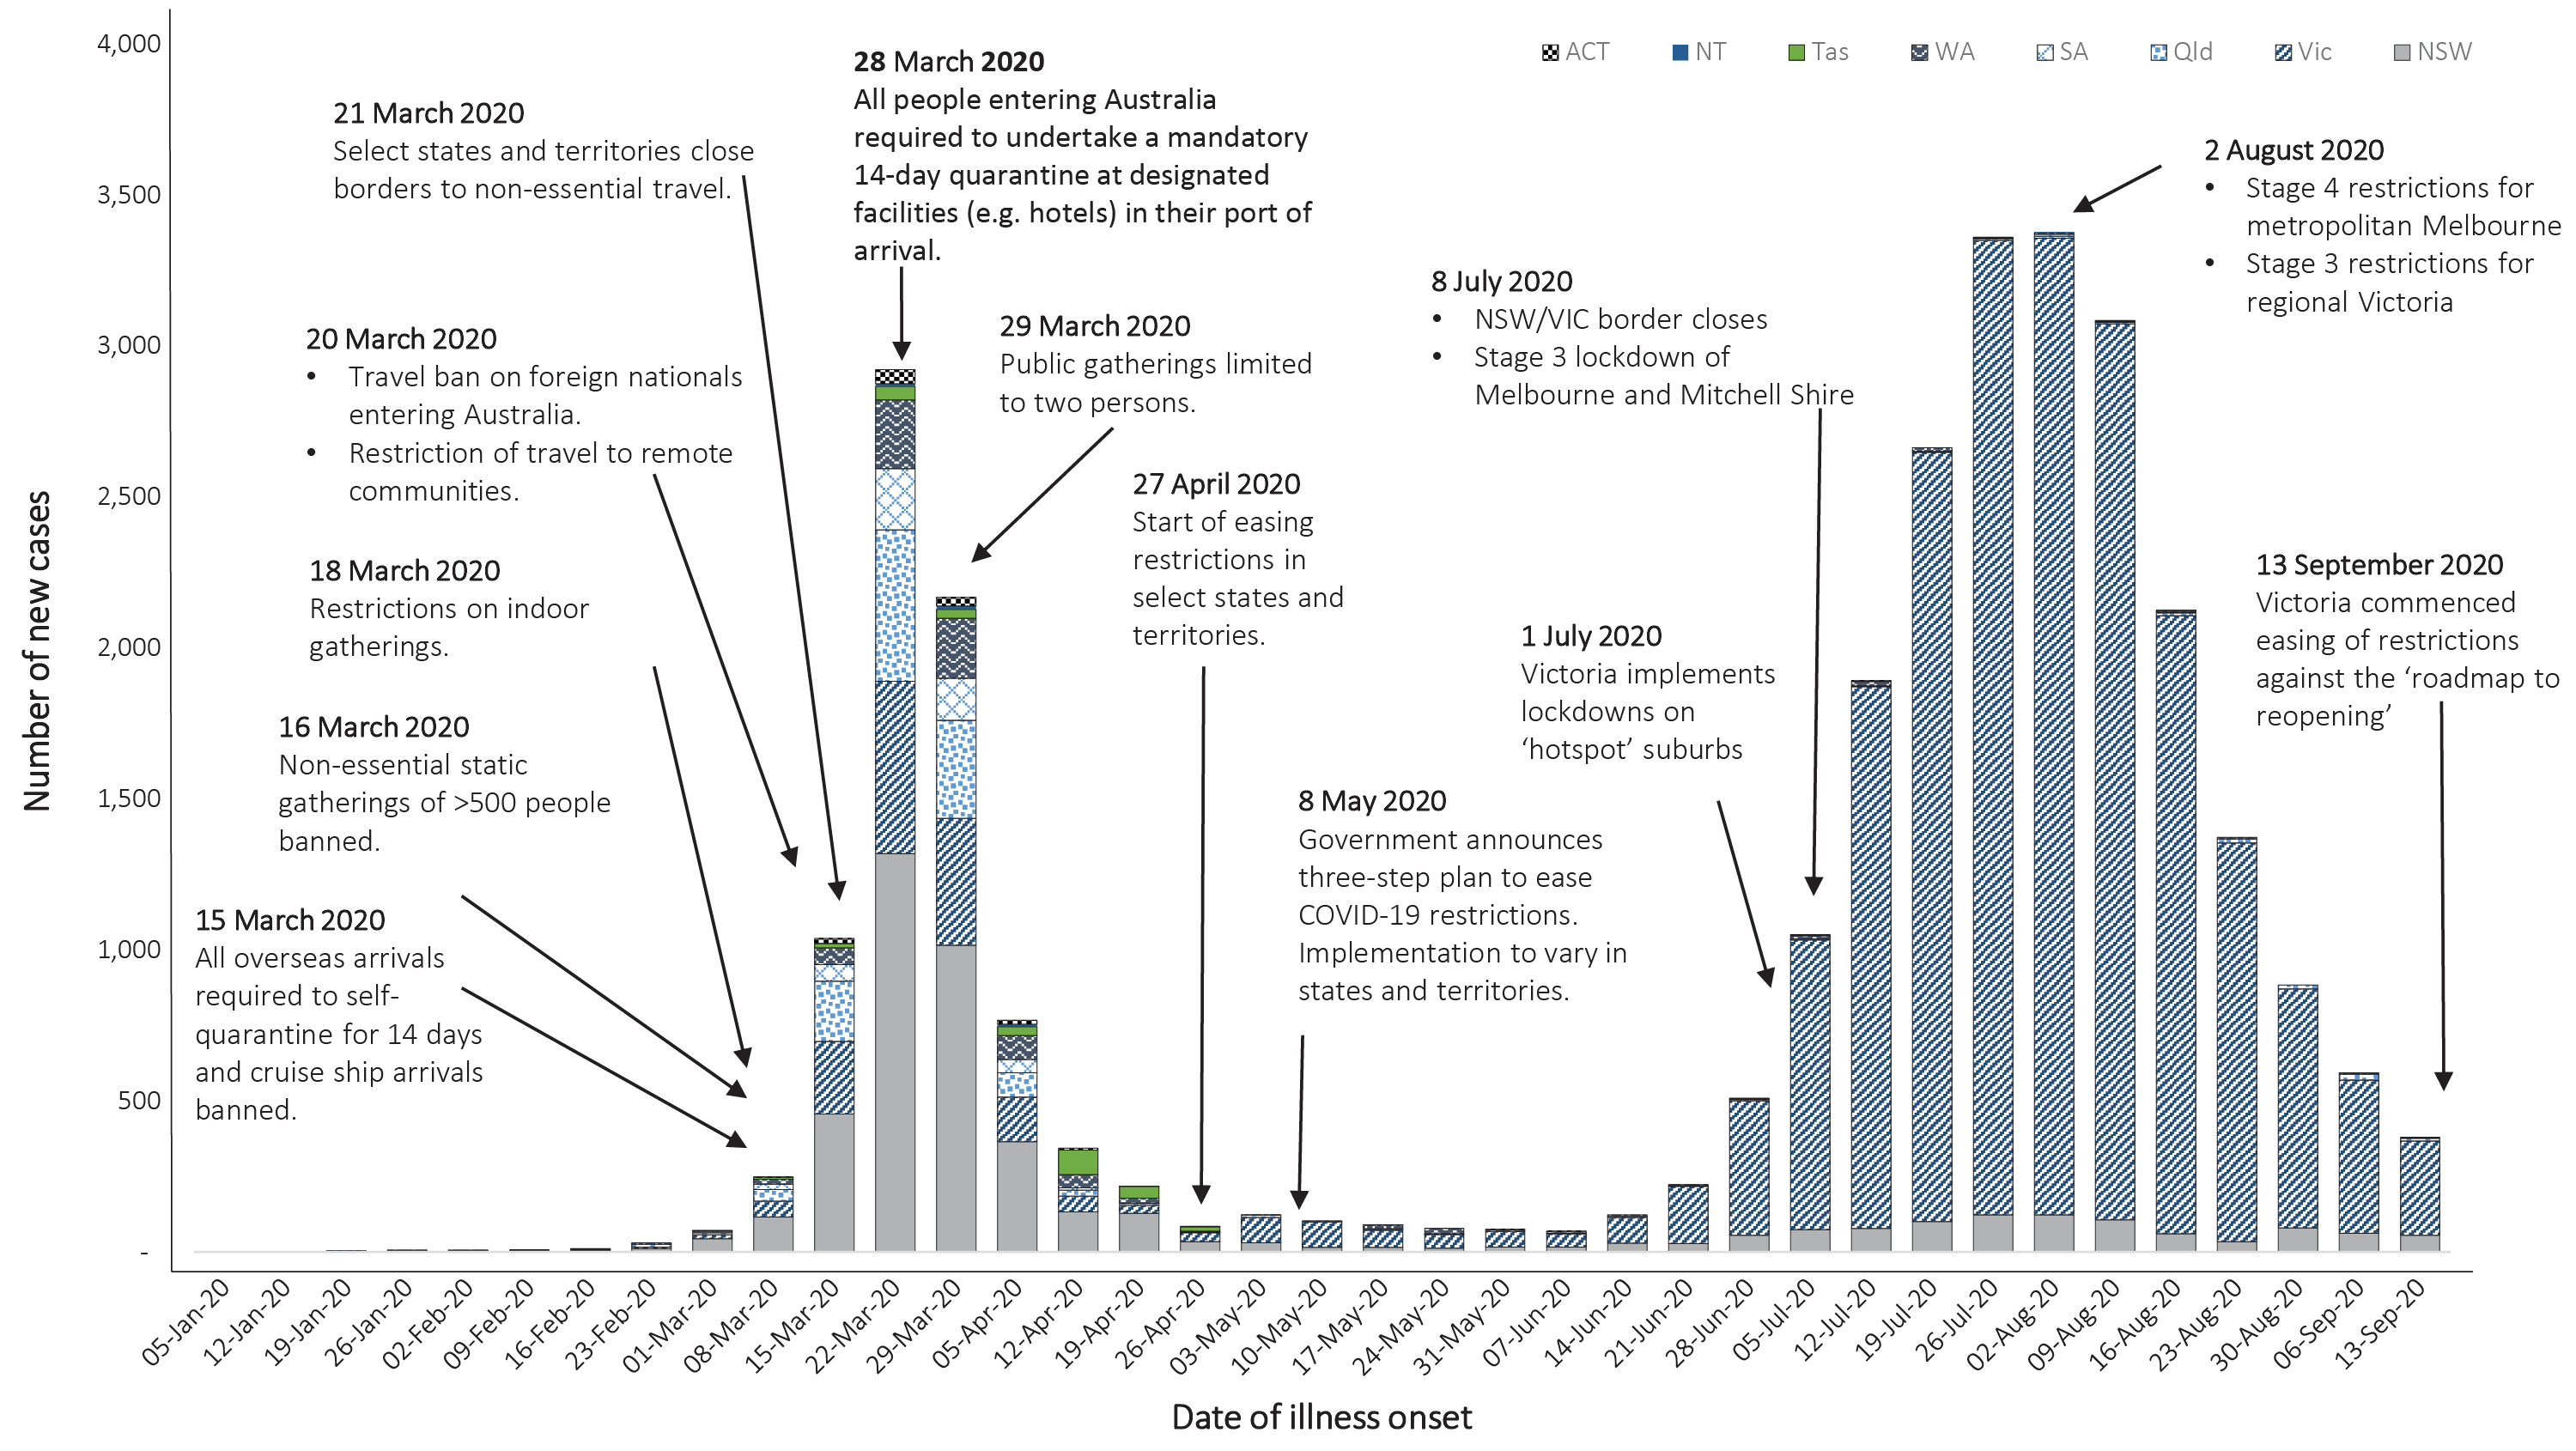 ACT NT Tas WA SA Qld Vic NSW
Number of new cases
4,000
3,500
3,000
2,500
2,000
1,500
1,000
500
-
15 March 2020
All overseas arrivals
required to self-
quarantine for 14 days
and cruise ship arrivals
banned.
16 March 2020
Non-essential static
gatherings of >500 people
banned.
18 March 2020
Restrictions on indoor
gatherings.
20 March 2020
• Travel ban on foreign nationals
entering Australia.
• Restriction of travel to remote
communities.
21 March 2020
Select states and territories close
borders to non-essential travel.
28 March 2020
All people entering Australia
required to undertake a mandatory
14-day quarantine at designated
facilities (e.g. hotels) in their port of
arrival.
29 March 2020
Public gatherings limited
to two persons.
27 April 2020
Start of easing
restrictions in
select states and
territories.
8 May 2020
Government announces
three-step plan to ease
COVID-19 restrictions.
Implementation to vary in
states and territories.
1 July 2020
Victoria implements
lockdowns on
‘hotspot’ suburbs
8 July 2020
• NSW/VIC border closes
• Stage 3 lockdown of
Melbourne and Mitchell Shire
2 August 2020
• Stage 4 restrictions for
metropolitan Melbourne
• Stage 3 restrictions for
regional Victoria
13 September 2020
Victoria commenced
easing of restrictions
against the ‘roadmap to
reopening’
05-Jan-20
12-Jan-20
19-Jan-20
26-Jan-20
02-Feb-20
09-Feb-20
16-Feb-20
23-Feb-20
01-Mar-20
08-Mar-20
15-Mar-20
22-Mar-20
29-Mar-20
05-Apr-20
12-Apr-20
19-Apr-20
26-Apr-20
03-May-20
10-May-20
17-May-20
24-May-20
31-May-20
07-Jun-20
14-Jun-20
21-Jun-20
28-Jun-20
05-Jul-20
12-Jul-20
19-Jul-20
26-Jul-20
02-Aug-20
09-Aug-20
16-Aug-20
23-Aug-20
30-Aug-20
06-Sep-20
13-Sep-20
Date of illness onset